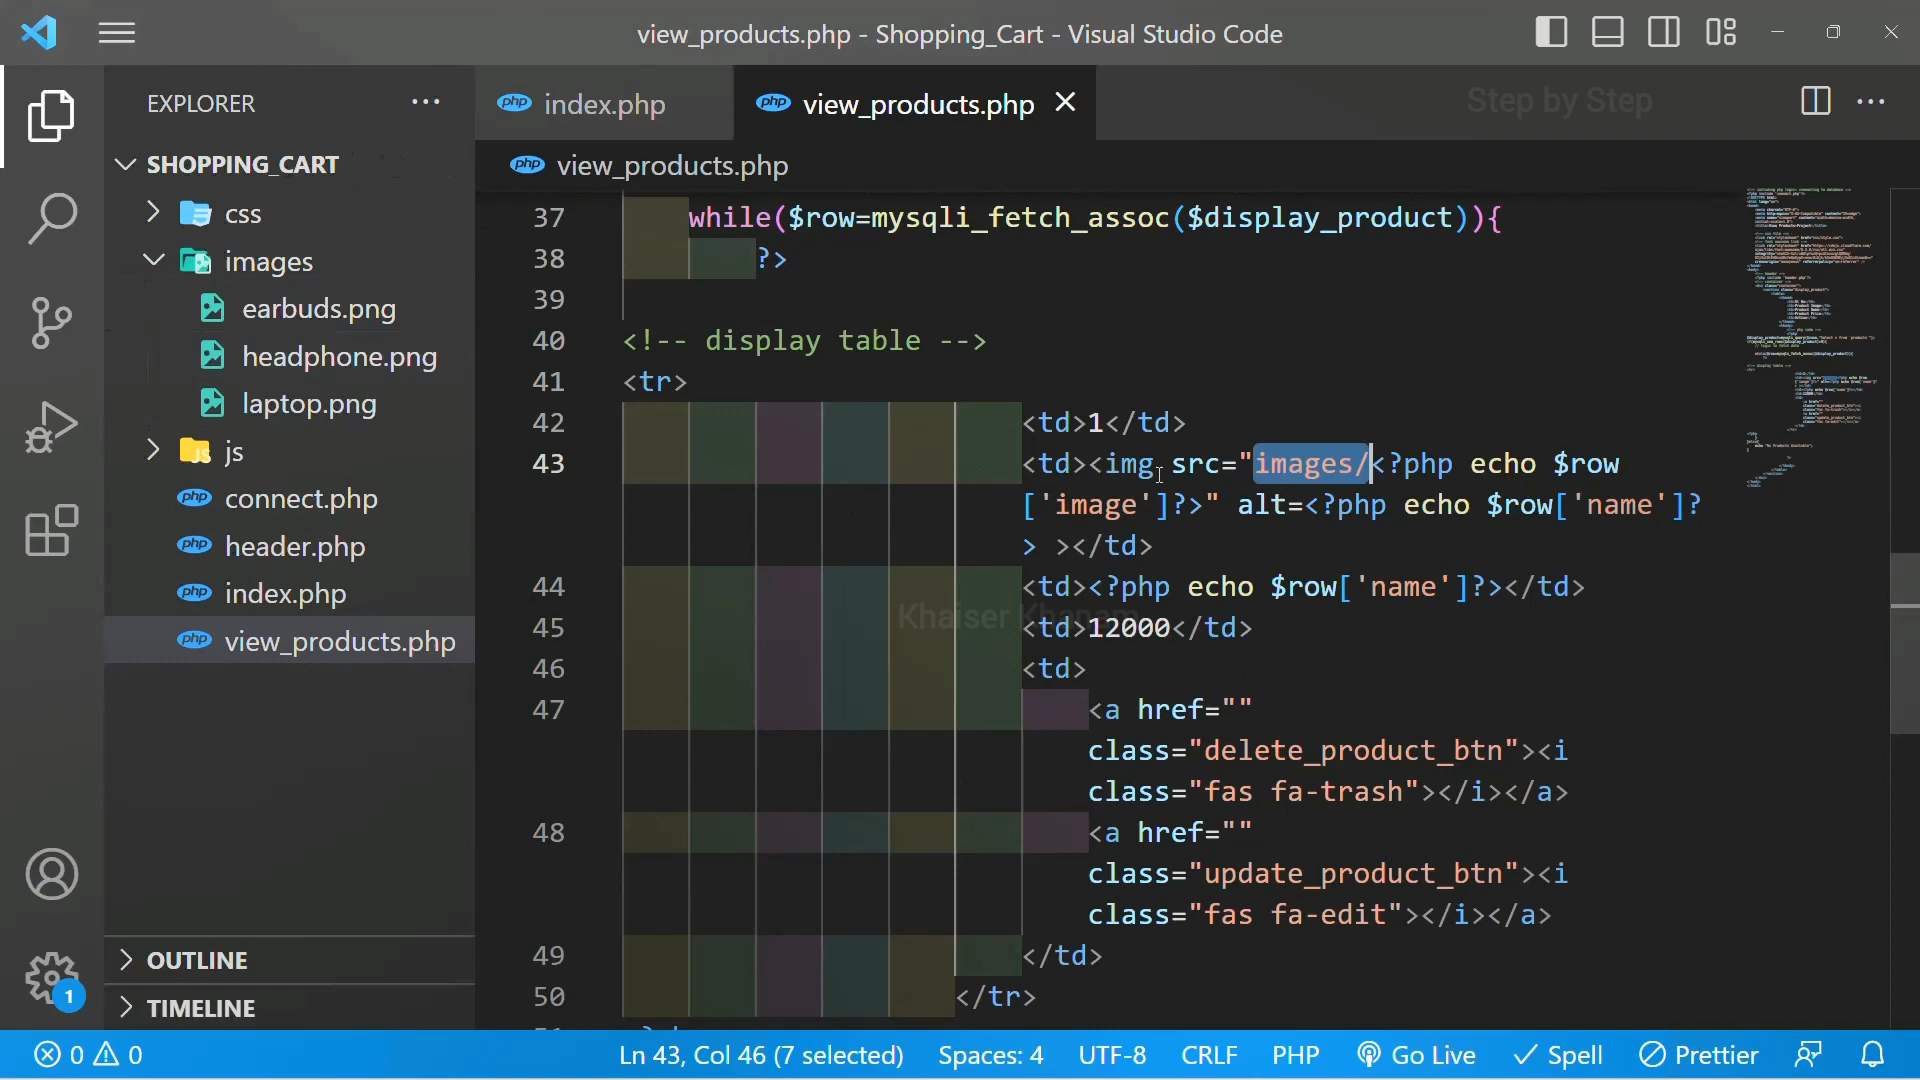 view_products.php - Shopping_Cart - Visual Studio Code
EXPLORER
SHOPPING_CART
css
images
earbuds.png
headphone.png
laptop.png
js
connect.php
header.php
index.php
view_products.php
OUTLINE
TIMELINE
1
php index.php
php view_products.php
Step by Step
php view_products.php
37 while($row=mysqli_fetch_assoc($display_product)){
38 ?>
39
40 <!-- display table -->
41 <tr>
42 <td>1</td>
43 <td><img src="images/<?php echo $row
['image']?>" alt=<?php echo $row['name']?
> ></td>
44 <td><?php echo $row['name']?></td>
Khaiser Khanam
45 <td>12000</td>
46 <td>
47 <a href=""
class="delete_product_btn"><i
class="fas fa-trash"></i></a>
48 <a href=""
class="update_product_btn"><i
class="fas fa-edit"></i></a>
49 </td>
50 </tr>
0 0
Ln 43, Col 46 (7 selected)
Spaces: 4
UTF-8
CRLF
PHP
Go Live
Spell
Prettier